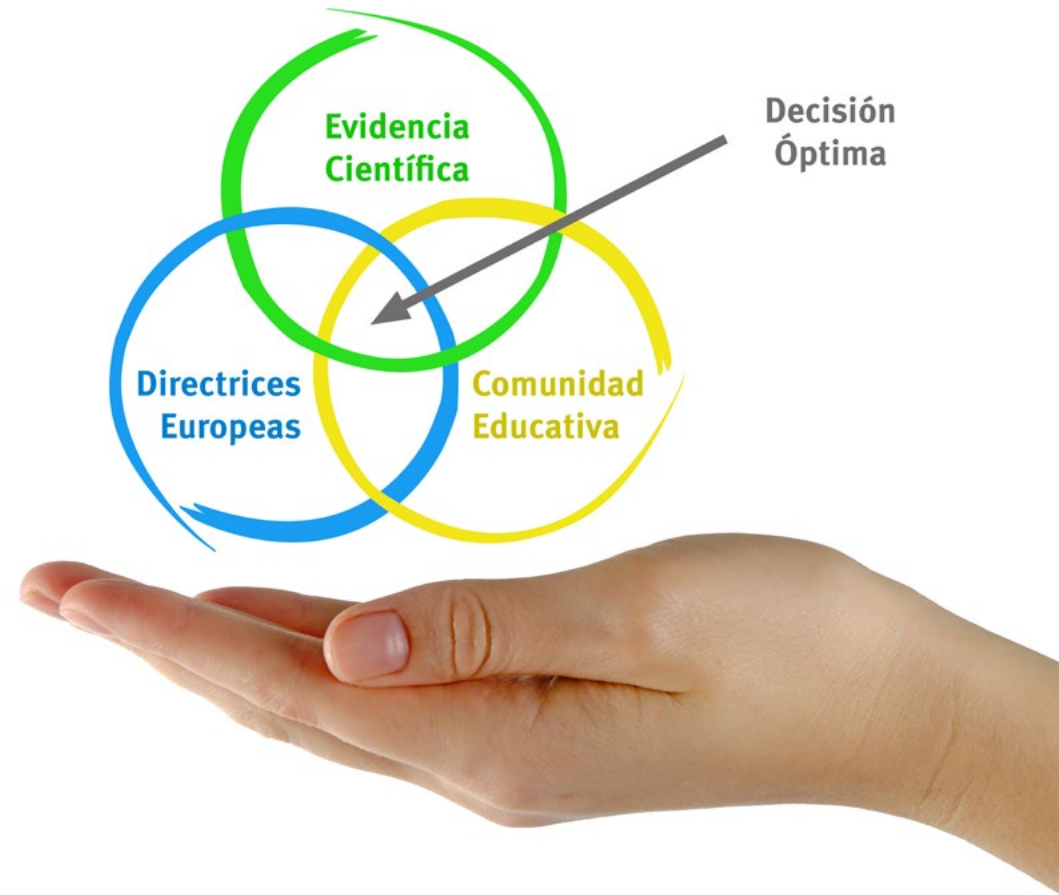 Evidencia
Científica
Decisión
Óptima
Directrices
Europeas
Comunidad
Educativa